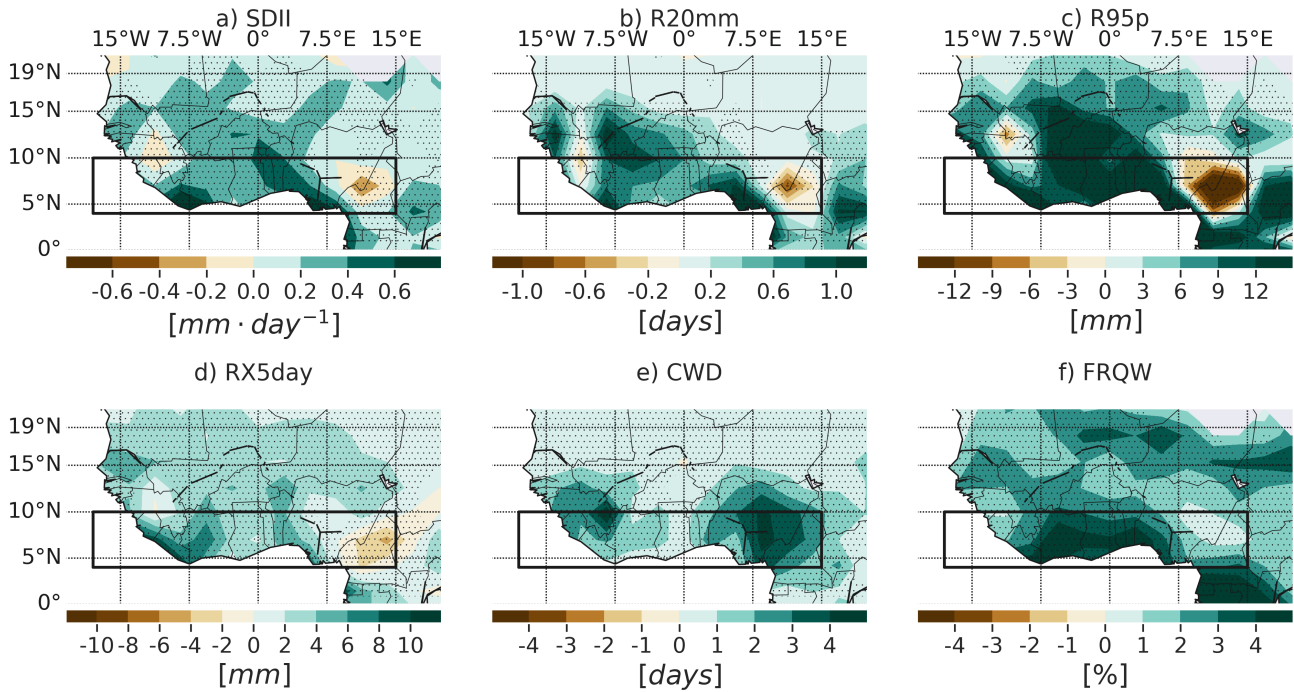 a) SDII
b) R20mm
c) R95p
15°W 7.5°W 0° 7.5°E 15°E
15°W 7.5°W 0° 7.5°E 15°E
15°W 7.5°W 0° 7.5°E 15°E
19°N
15°N
10°N
5°N
0°
-0.6 -0.4 -0.2 0.0 0.2 0.4 0.6
-1.0 -0.6 -0.2 0.2 0.6 1.0
-12 -9 -6 -3 0 3 6 9 12
[mm · day⁻¹]
[days]
[mm]
d) RX5day
e) CWD
f) FRQW
19°N
15°N
10°N
5°N
0°
-10 -8 -6 -4 -2 0 2 4 6 8 10
-4 -3 -2 -1 0 1 2 3 4
-4 -3 -2 -1 0 1 2 3 4
[mm]
[days]
[%]